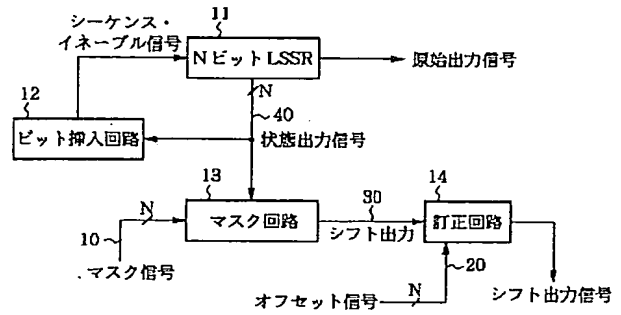 シーケンス・
イネーブル信号
11
NビットLSSR
原始出力信号
N
40
12
ビット挿入回路
状態出力信号
13
マスク回路
N
10
マスク信号
30
シフト出力
14
訂正回路
20
オフセット信号
N
シフト出力信号